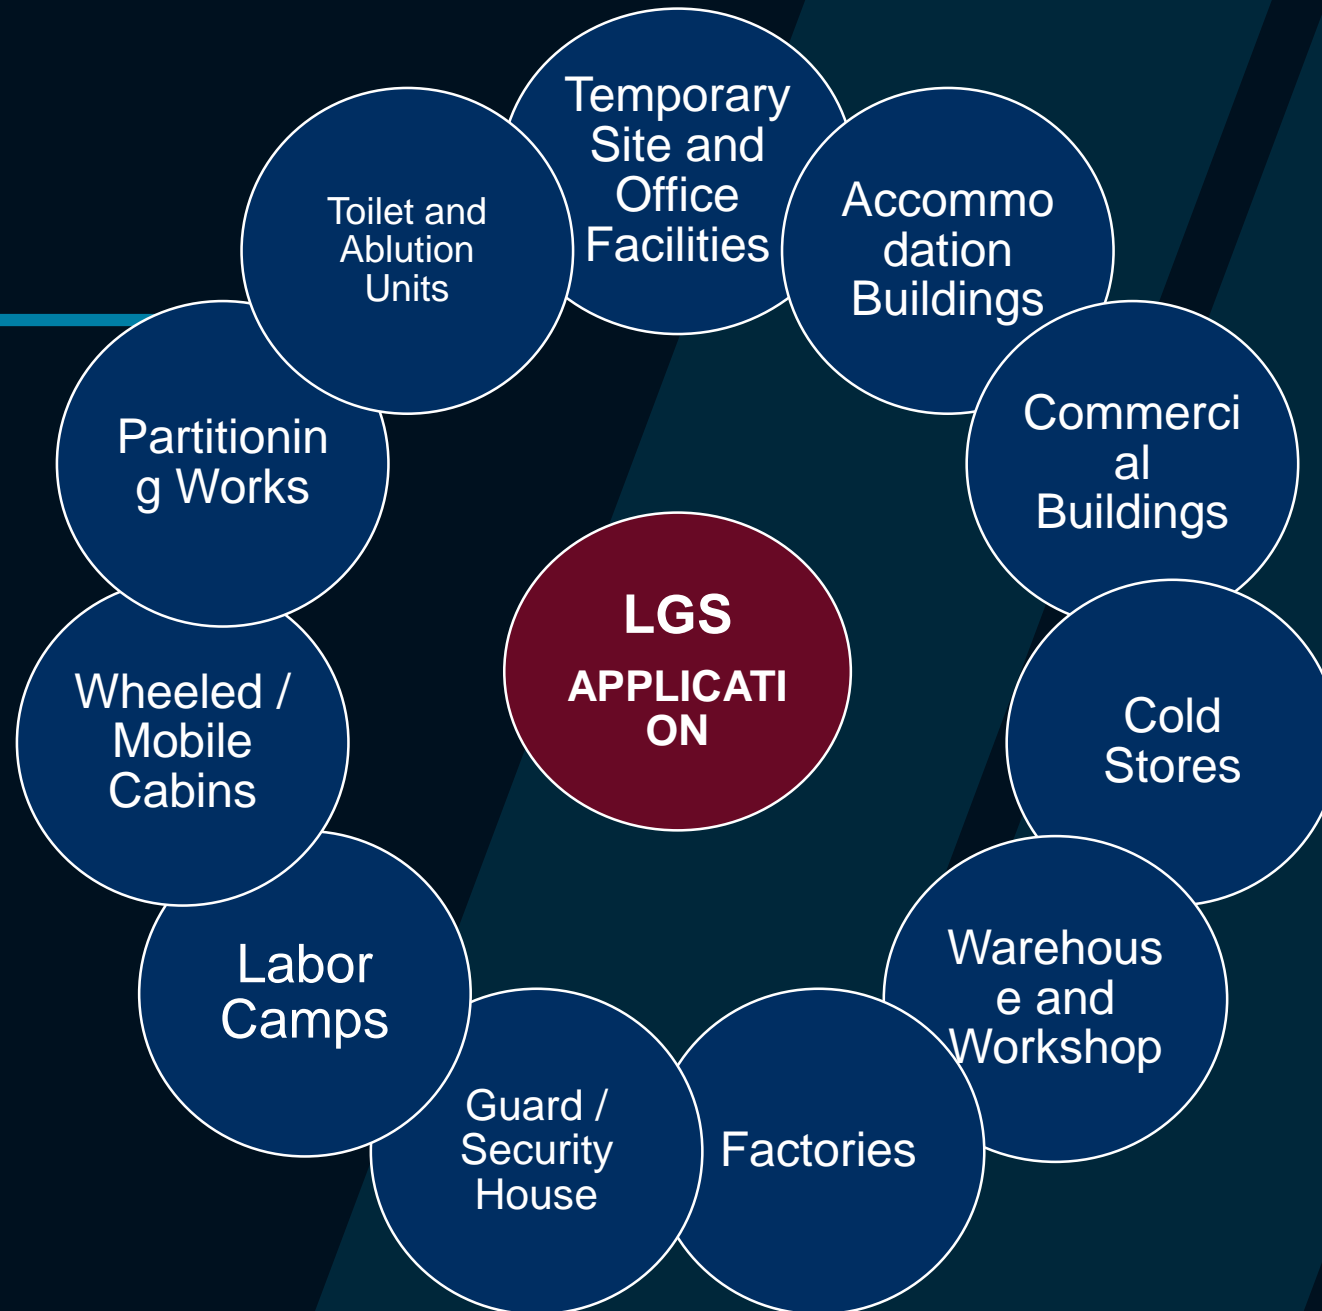 Temporary
Site and
Office
Facilities
Accommo
dation
Buildings
Commerci
al
Buildings
Cold
Stores
Warehous
e and
Workshop
Factories
Guard /
Security
House
Labor
Camps
Wheeled /
Mobile
Cabins
Partitionin
g Works
Toilet and
Ablution
Units
LGS
APPLICATI
ON